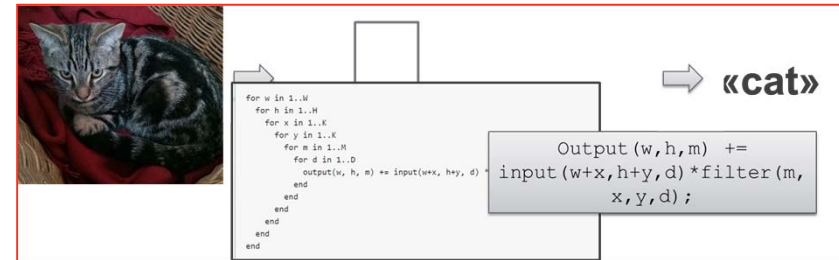 for w in 1..W
for h in 1..H
for x in 1..K
for y in 1..K
for m in 1..M
for d in 1..D
output(w, h, m) += input(w+x, h+y, d) *
end
end
end
end
end
end
«cat»
Output(w,h,m) +=
input(w+x,h+y,d)*filter(m,
x,y,d);